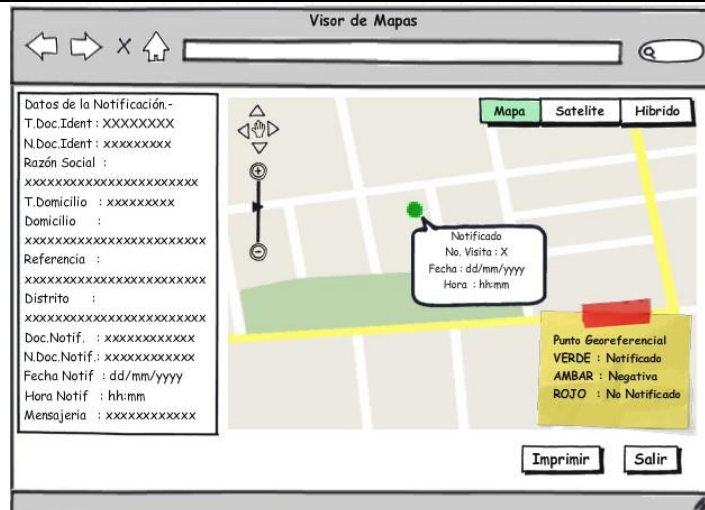 Visor de Mapas
X
Datos de la Notificación.-
T.Doc.Ident : XXXXXXXX
N.Doc.Ident : xxxxxxxxx
Razón Social :
xxxxxxxxxxxxxxxxxxxxxxx
T.Domicilio : xxxxxxxxx
Domicilio :
xxxxxxxxxxxxxxxxxxxxxxxx
Referencia :
xxxxxxxxxxxxxxxxxxxxxxxx
Distrito :
xxxxxxxxxxxxxxxxxxxxxxxx
Doc.Notif. : xxxxxxxxxxxx
N.Doc.Notif.: xxxxxxxxxxxx
Fecha Notif : dd/mm/yyyy
Hora Notif : hh:mm
Mensajeria : xxxxxxxxxxxx
Mapa Satelite Hibrido
Notificado
No. Visita : X
Fecha : dd/mm/yyyy
Hora : hh:mm
Punto Georeferencial
VERDE : Notificado
AMBAR : Negativa
ROJO : No Notificado
Imprimir Salir